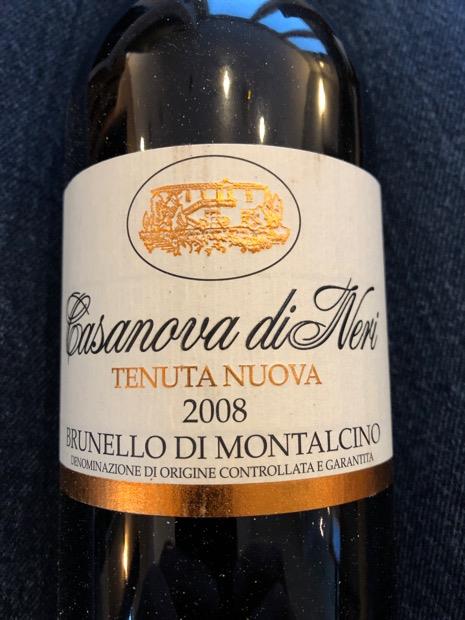 Casanova di Neri
TENUTA NUOVA
2008
BRUNELLO DI MONTALCINO
DENOMINAZIONE DI ORIGINE CONTROLLATA E GARANTITA